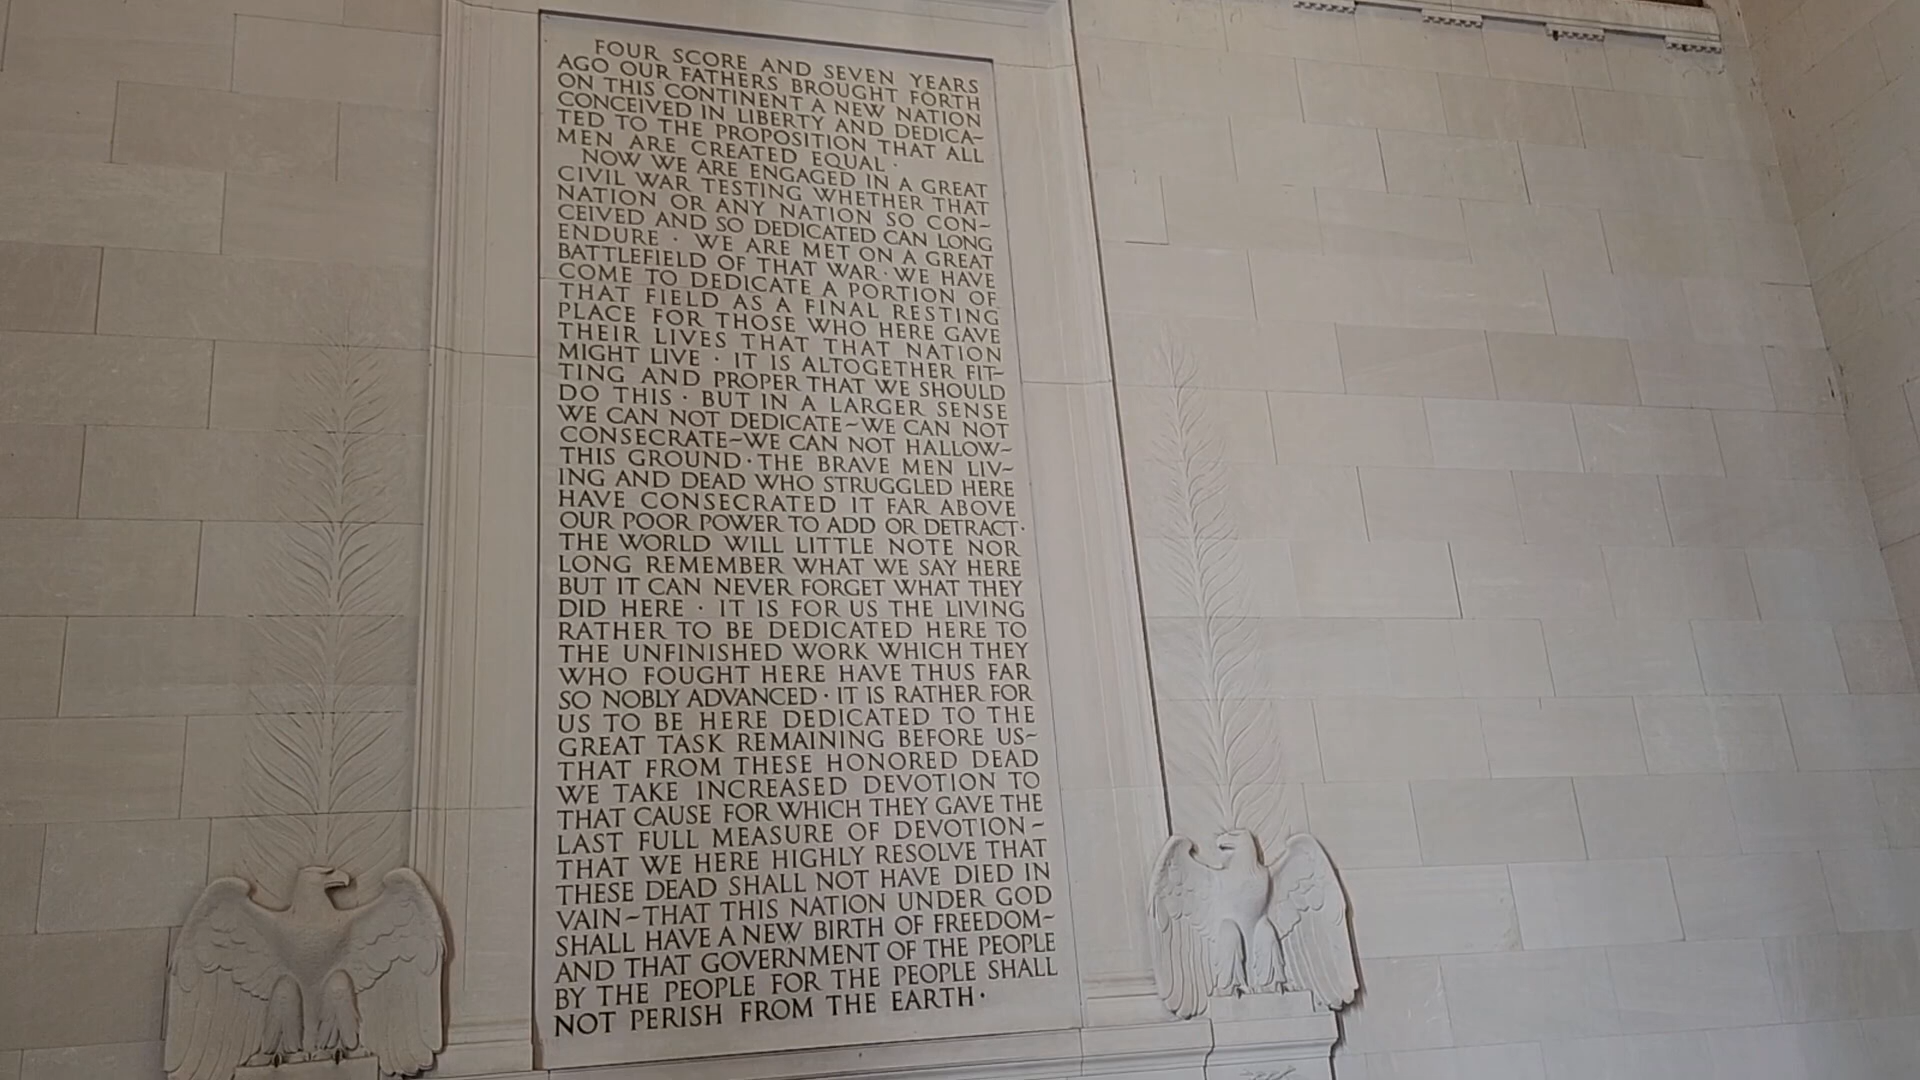 FOUR SCORE AND SEVEN YEARS
AGO OUR FATHERS BROUGHT FORTH
ON THIS CONTINENT A NEW NATION
CONCEIVED IN LIBERTY AND DEDICA~
TED TO THE PROPOSITION THAT ALL
MEN ARE CREATED EQUAL ·
NOW WE ARE ENGAGED IN A GREAT
CIVIL WAR TESTING WHETHER THAT
NATION OR ANY NATION SO CON~
CEIVED AND SO DEDICATED CAN LONG
ENDURE · WE ARE MET ON A GREAT
BATTLEFIELD OF THAT WAR · WE HAVE
COME TO DEDICATE A PORTION OF
THAT FIELD AS A FINAL RESTING
PLACE FOR THOSE WHO HERE GAVE
THEIR LIVES THAT THAT NATION
MIGHT LIVE · IT IS ALTOGETHER FIT~
TING AND PROPER THAT WE SHOULD
DO THIS · BUT IN A LARGER SENSE
WE CAN NOT DEDICATE~WE CAN NOT
CONSECRATE~WE CAN NOT HALLOW~
THIS GROUND · THE BRAVE MEN LIV~
ING AND DEAD WHO STRUGGLED HERE
HAVE CONSECRATED IT FAR ABOVE
OUR POOR POWER TO ADD OR DETRACT ·
THE WORLD WILL LITTLE NOTE NOR
LONG REMEMBER WHAT WE SAY HERE
BUT IT CAN NEVER FORGET WHAT THEY
DID HERE · IT IS FOR US THE LIVING
RATHER TO BE DEDICATED HERE TO
THE UNFINISHED WORK WHICH THEY
WHO FOUGHT HERE HAVE THUS FAR
SO NOBLY ADVANCED · IT IS RATHER FOR
US TO BE HERE DEDICATED TO THE
GREAT TASK REMAINING BEFORE US~
THAT FROM THESE HONORED DEAD
WE TAKE INCREASED DEVOTION TO
THAT CAUSE FOR WHICH THEY GAVE THE
LAST FULL MEASURE OF DEVOTION~
THAT WE HERE HIGHLY RESOLVE THAT
THESE DEAD SHALL NOT HAVE DIED IN
VAIN~THAT THIS NATION UNDER GOD
SHALL HAVE A NEW BIRTH OF FREEDOM~
AND THAT GOVERNMENT OF THE PEOPLE
BY THE PEOPLE FOR THE PEOPLE SHALL
NOT PERISH FROM THE EARTH ·